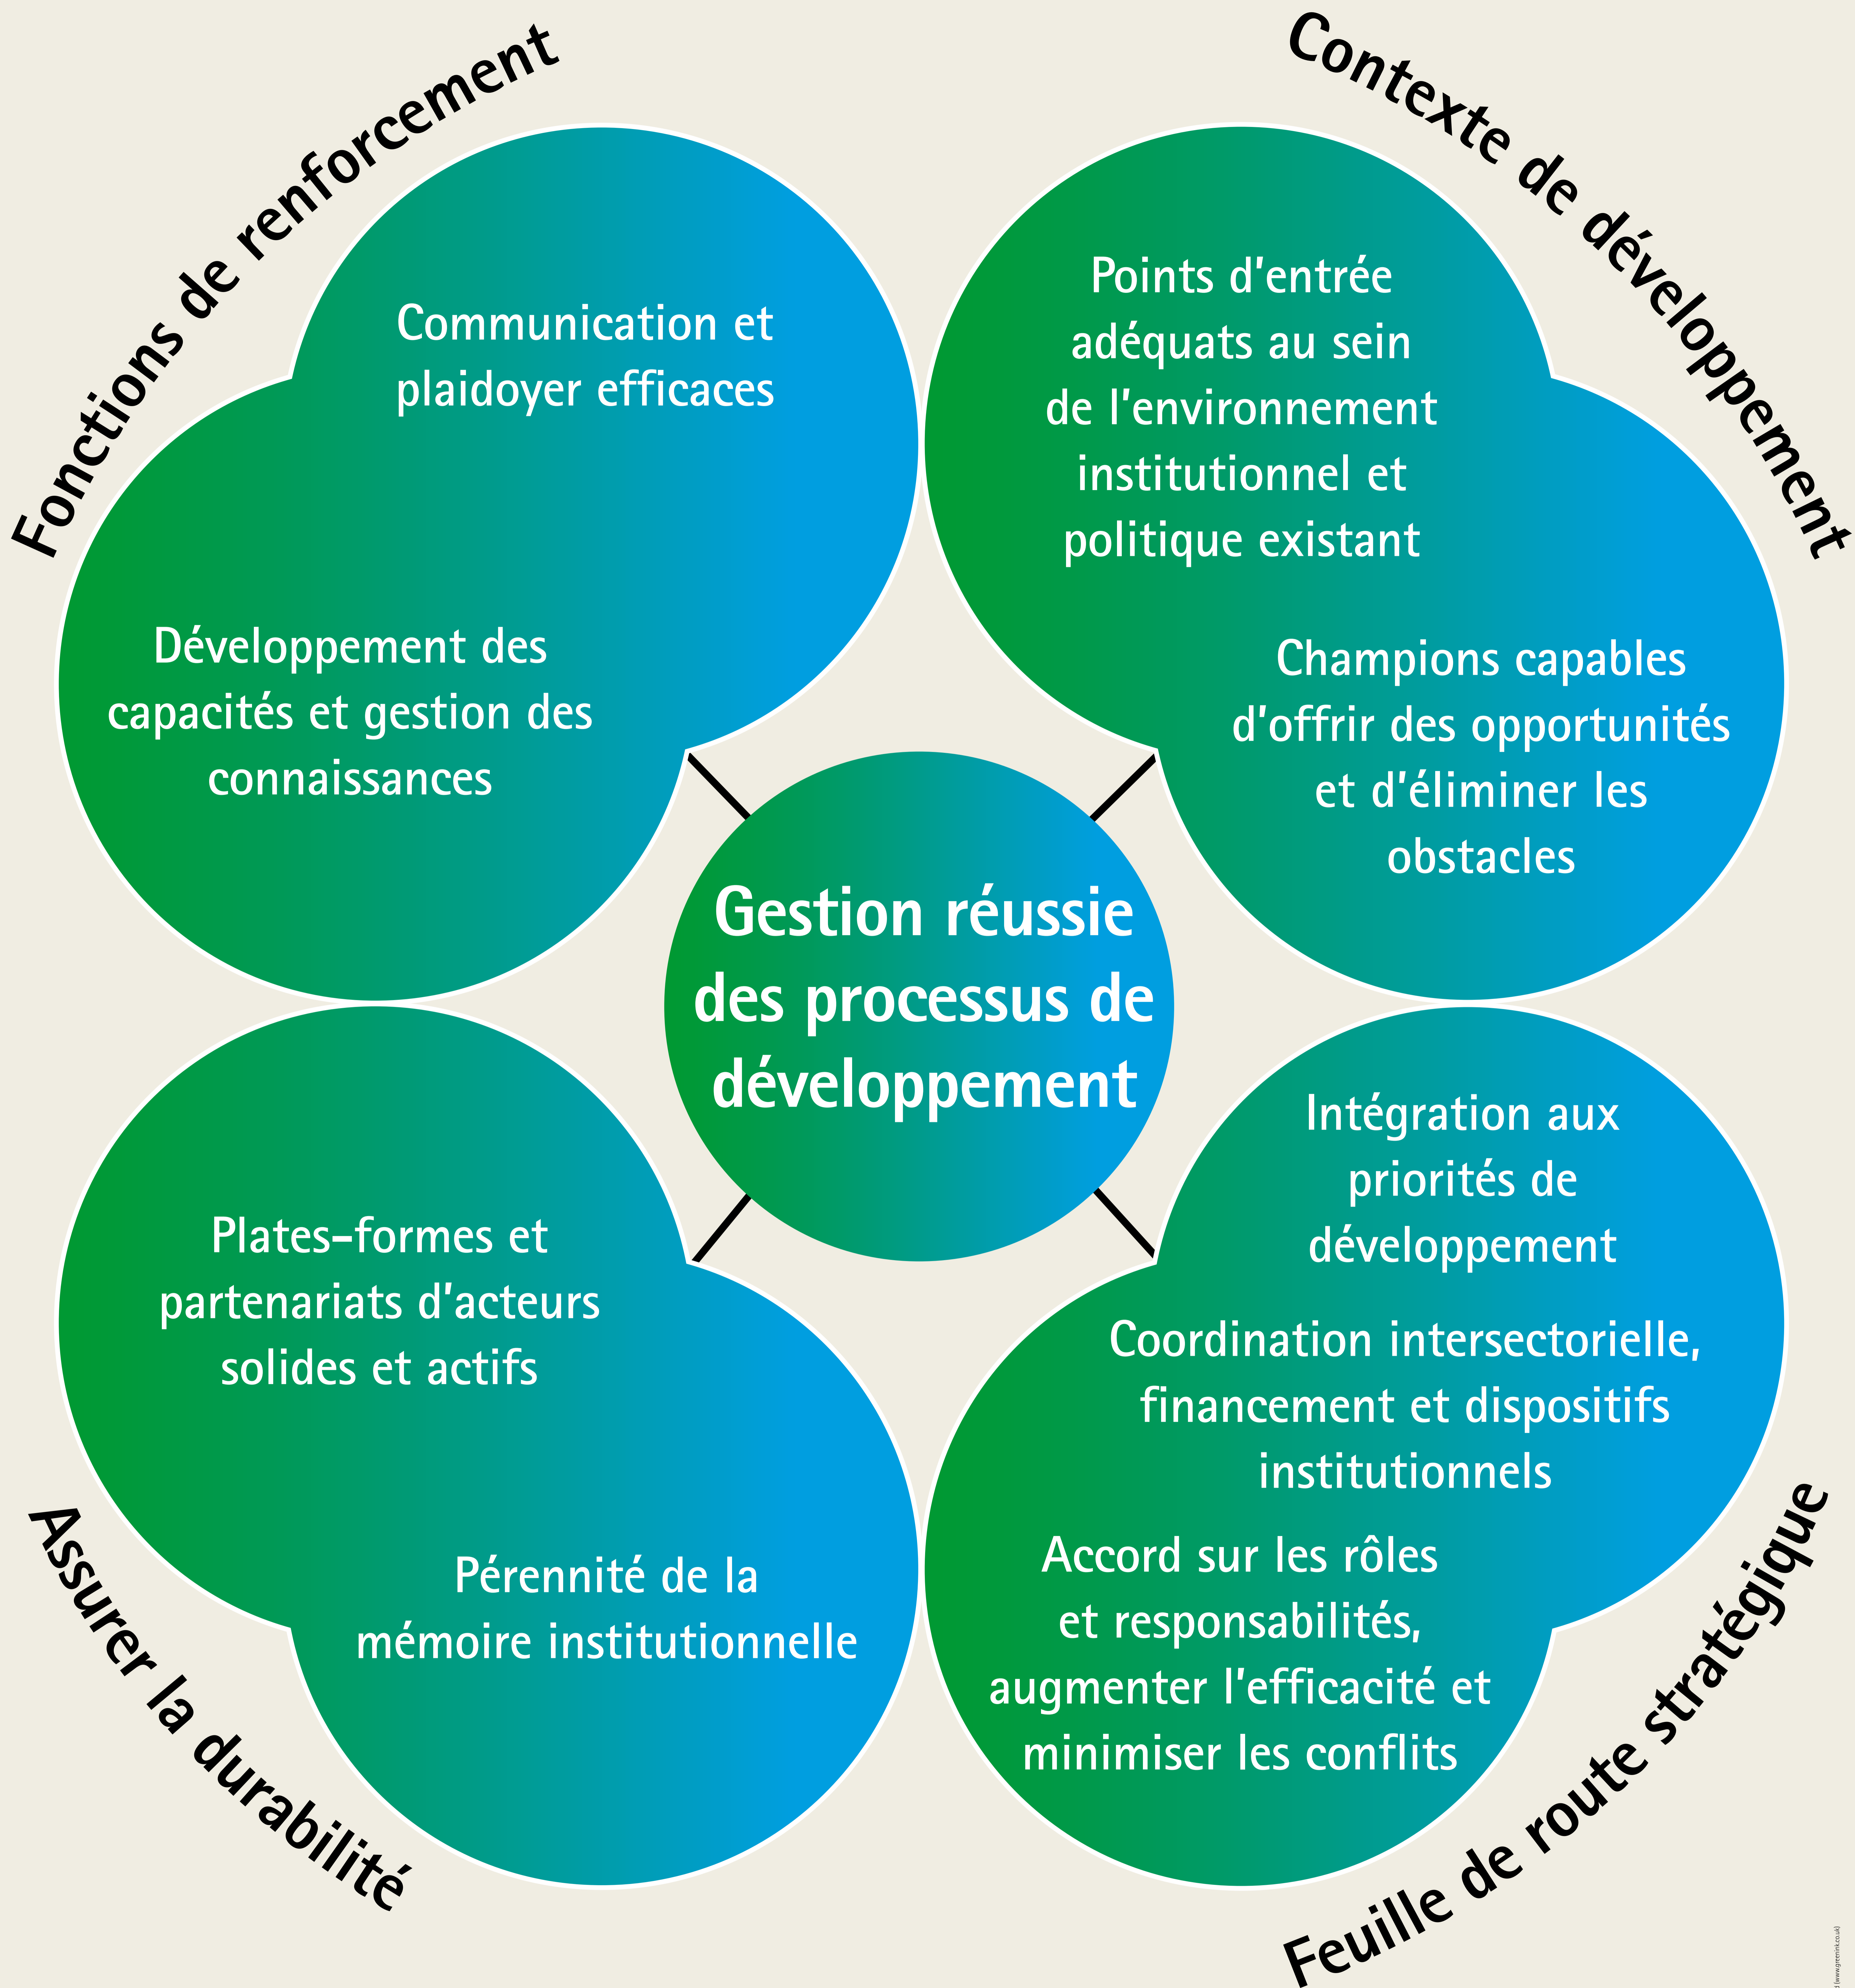 Fonctions de renforcement
Communication et
plaidoyer efficaces
Développement des
capacités et gestion des
connaissances
Contexte de développement
Points d'entrée
adéquats au sein
de l'environnement
institutionnel et
politique existant
Champions capables
d'offrir des opportunités
et d'éliminer les
obstacles
Gestion réussie
des processus de
développement
Plates-formes et
partenariats d'acteurs
solides et actifs
Pérennité de la
mémoire institutionnelle
Assurer la durabilité
Intégration aux
priorités de
développement
Coordination intersectorielle,
financement et dispositifs
institutionnels
Accord sur les rôles
et responsabilités,
augmenter l'efficacité et
minimiser les conflits
Feuille de route stratégique
(www.greenink.co.uk)